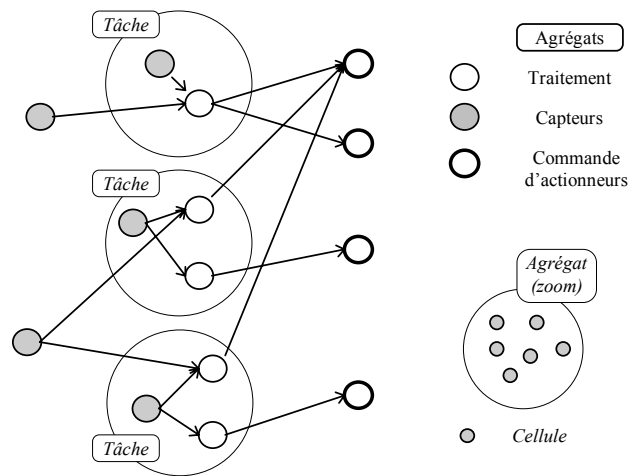 Tâche
Agrégats
Traitement
Capteurs
Commande
d'actionneurs
Tâche
Agrégat
(zoom)
Tâche
Cellule